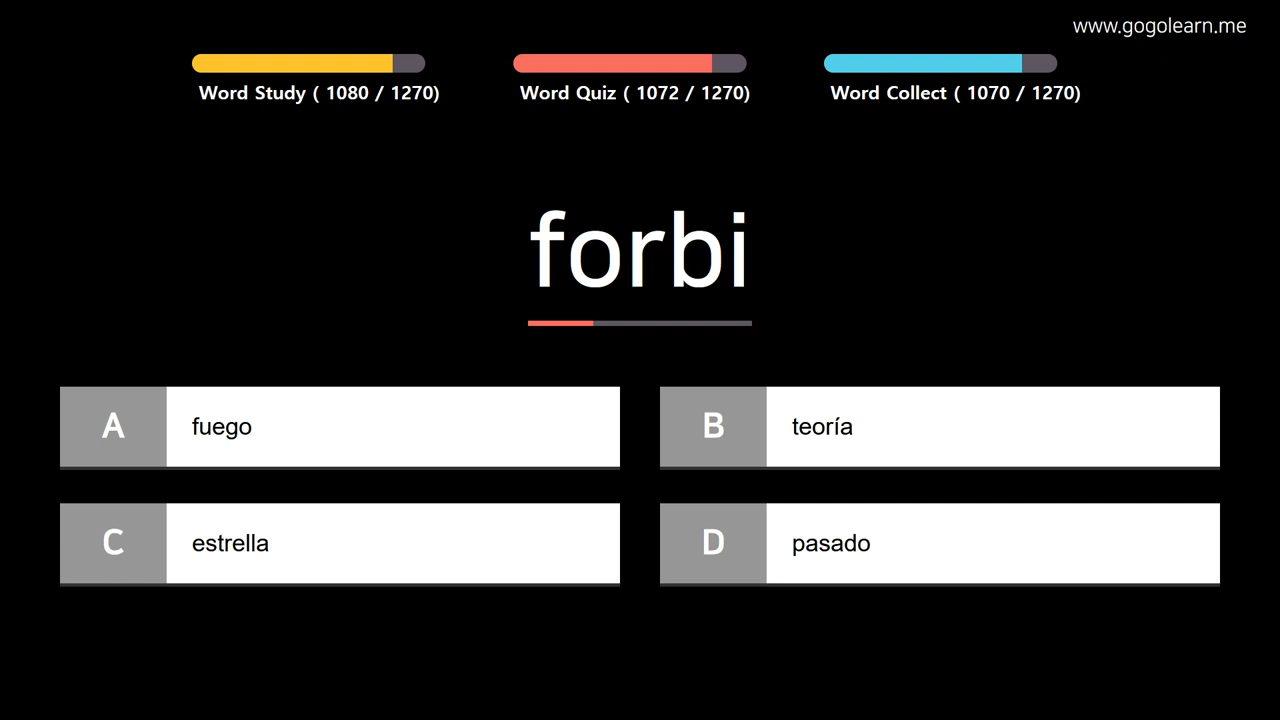 www.gogolearn.me
Word Study ( 1080 / 1270)
Word Quiz ( 1072 / 1270)
Word Collect ( 1070 / 1270)
forbi
A fuego
B teoría
C estrella
D pasado